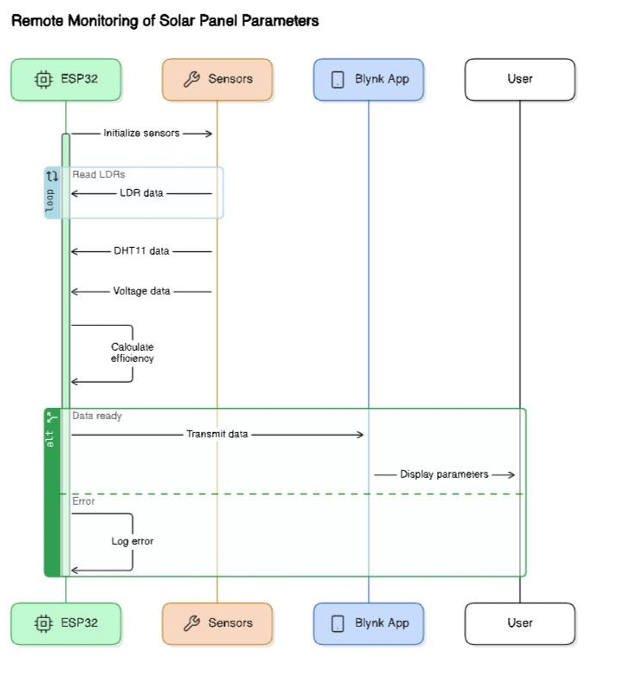 Remote Monitoring of Solar Panel Parameters
ESP32
Sensors
Blynk App
User
Initialize sensors
loop
Read LDRs
LDR data
DHT11 data
Voltage data
Calculate
efficiency
alt
Data ready
Transmit data
Display parameters
Error
Log error
ESP32
Sensors
Blynk App
User